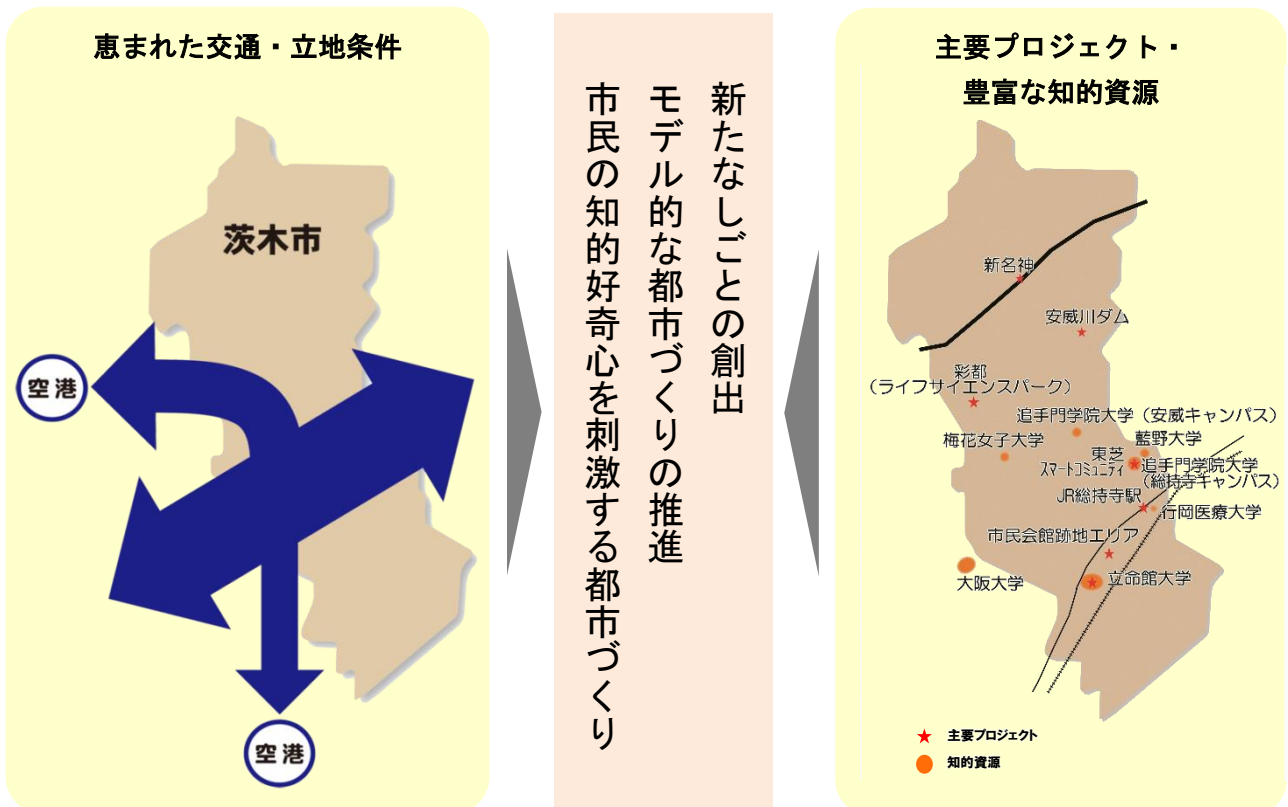 恵まれた交通・立地条件
茨木市
空港
空港
新たなしごとの創出
モデル的な都市づくりの推進
市民の知的好奇心を刺激する都市づくり
主要プロジェクト・
豊富な知的資源
新名神
安威川ダム
彩都
(ライフサイエンスパーク)
追手門学院大学(安威キャンパス)
梅花女子大学
藍野大学
東芝
スマートコミュニティ
追手門学院大学
(総持寺キャンパス)
JR総持寺駅
行岡医療大学
市民会館跡地エリア
大阪大学
立命館大学
主要プロジェクト
知的資源